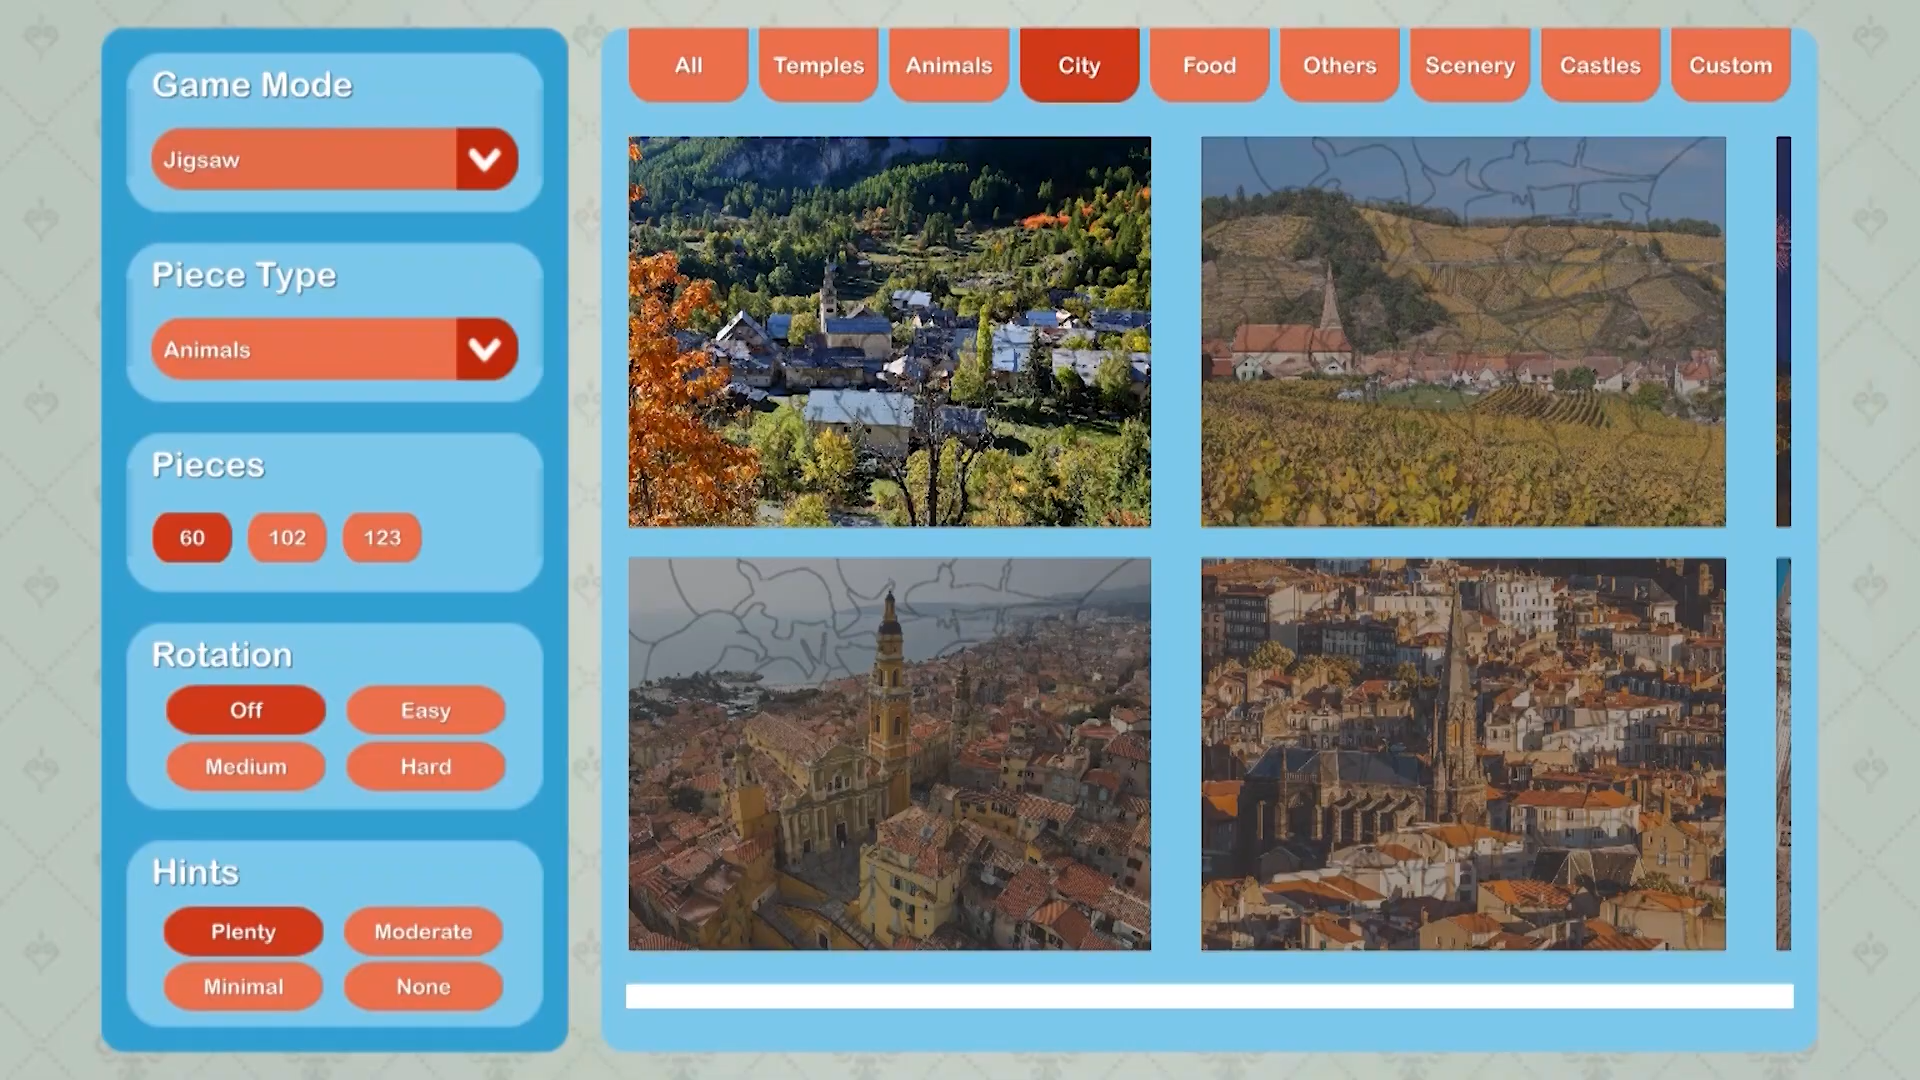 Game Mode
Jigsaw
Piece Type
Animals
Pieces
60 102 123
Rotation
Off Easy
Medium Hard
Hints
Plenty Moderate
Minimal None
All Temples Animals City Food Others Scenery Castles Custom